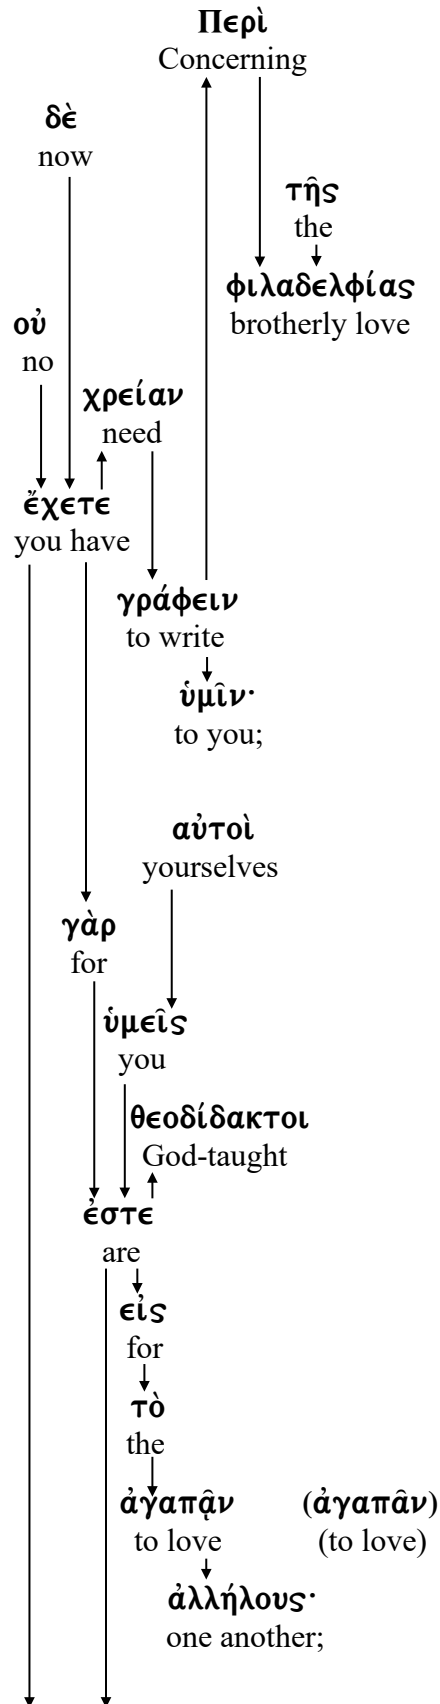 Περὶ
Concerning
δὲ
now
τῆς
the
φιλαδελφίας
brotherly love
οὐ
no
χρείαν
need
ἔχετε
you have
γράφειν
to write
ὑμῖν·
to you;
αὐτοὶ
yourselves
γὰρ
for
ὑμεῖς
you
θεοδίδακτοι
God-taught
ἐστε
are
εἰς
for
τὸ
the
ἀγαπᾷν (ἀγαπᾶν)
to love (to love)
ἀλλήλους·
one another;